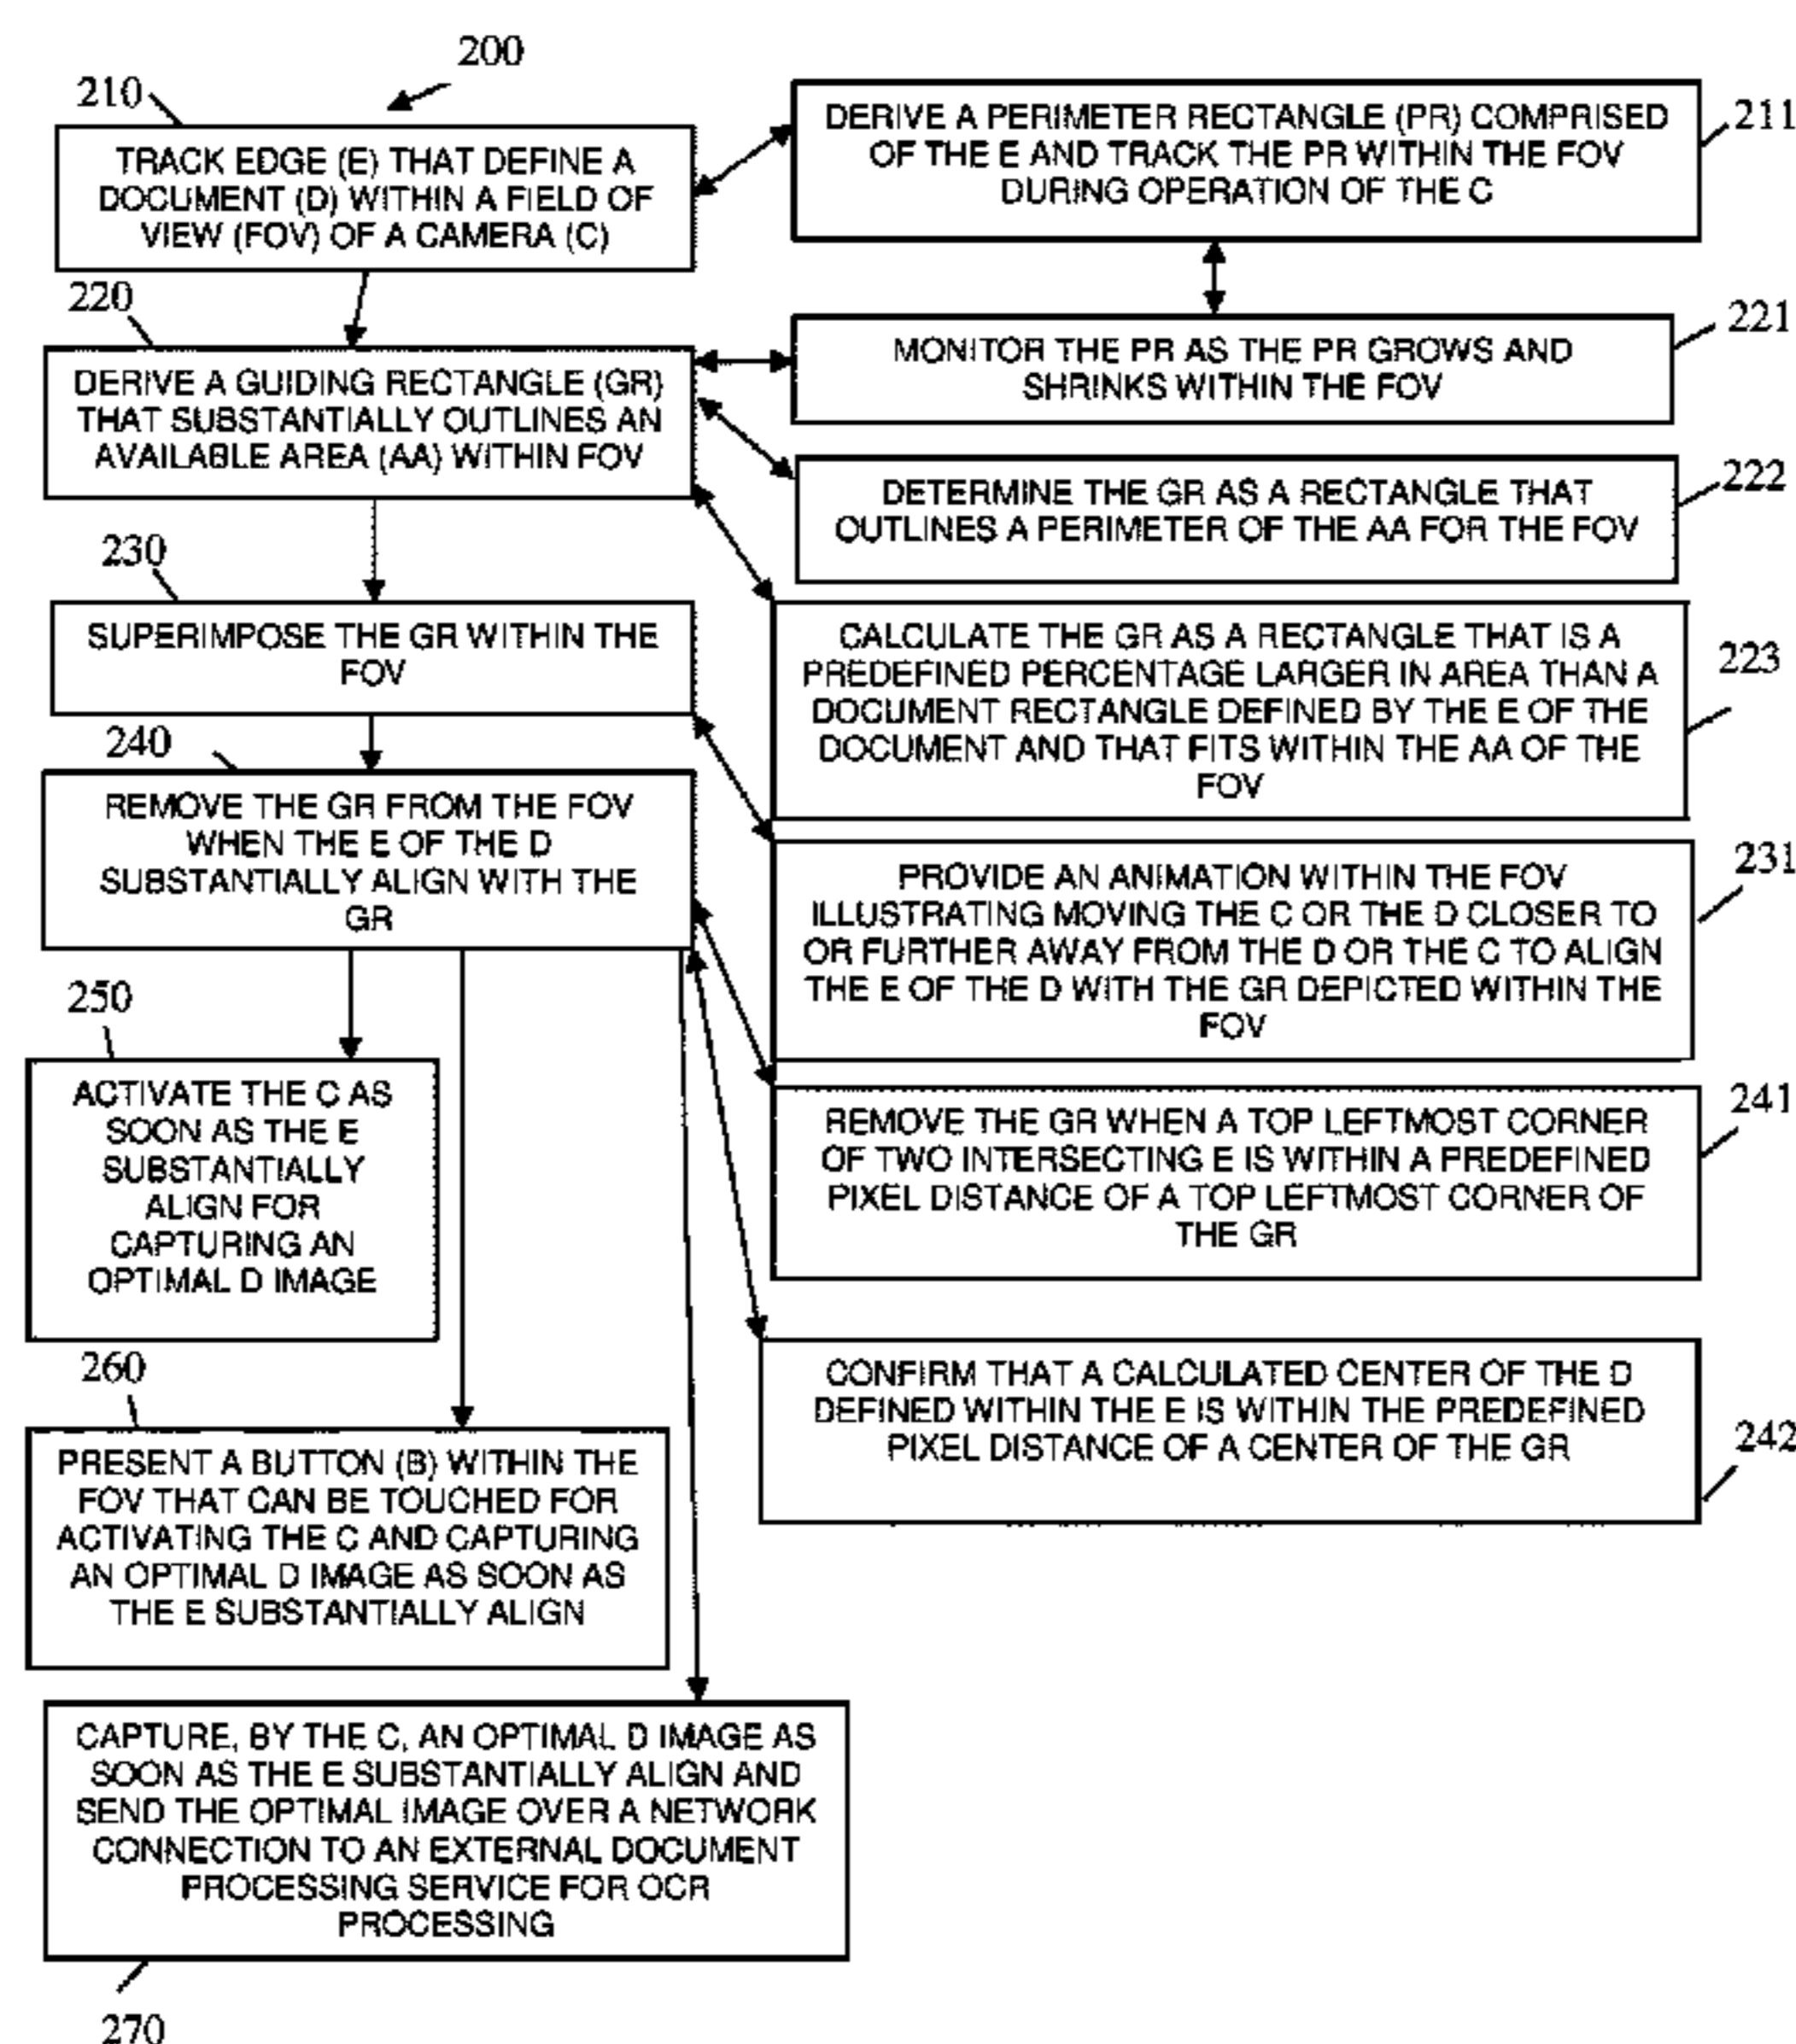 200
210
TRACK EDGE (E) THAT DEFINE A
DOCUMENT (D) WITHIN A FIELD OF
VIEW (FOV) OF A CAMERA (C)
DERIVE A PERIMETER RECTANGLE (PR) COMPRISED
OF THE E AND TRACK THE PR WITHIN THE FOV
DURING OPERATION OF THE C
211
220
DERIVE A GUIDING RECTANGLE (GR)
THAT SUBSTANTIALLY OUTLINES AN
AVAILABLE AREA (AA) WITHIN FOV
MONITOR THE PR AS THE PR GROWS AND
SHRINKS WITHIN THE FOV
221
DETERMINE THE GR AS A RECTANGLE THAT
OUTLINES A PERIMETER OF THE AA FOR THE FOV
222
230
SUPERIMPOSE THE GR WITHIN THE
FOV
CALCULATE THE GR AS A RECTANGLE THAT IS A
PREDEFINED PERCENTAGE LARGER IN AREA THAN A
DOCUMENT RECTANGLE DEFINED BY THE E OF THE
DOCUMENT AND THAT FITS WITHIN THE AA OF THE
FOV
223
240
REMOVE THE GR FROM THE FOV
WHEN THE E OF THE D
SUBSTANTIALLY ALIGN WITH THE
GR
PROVIDE AN ANIMATION WITHIN THE FOV
ILLUSTRATING MOVING THE C OR THE D CLOSER TO
OR FURTHER AWAY FROM THE D OR THE C TO ALIGN
THE E OF THE D WITH THE GR DEPICTED WITHIN THE
FOV
231
250
ACTIVATE THE C AS
SOON AS THE E
SUBSTANTIALLY
ALIGN FOR
CAPTURING AN
OPTIMAL D IMAGE
REMOVE THE GR WHEN A TOP LEFTMOST CORNER
OF TWO INTERSECTING E IS WITHIN A PREDEFINED
PIXEL DISTANCE OF A TOP LEFTMOST CORNER OF
THE GR
241
260
PRESENT A BUTTON (B) WITHIN THE
FOV THAT CAN BE TOUCHED FOR
ACTIVATING THE C AND CAPTURING
AN OPTIMAL D IMAGE AS SOON AS
THE E SUBSTANTIALLY ALIGN
CONFIRM THAT A CALCULATED CENTER OF THE D
DEFINED WITHIN THE E IS WITHIN THE PREDEFINED
PIXEL DISTANCE OF A CENTER OF THE GR
242
CAPTURE, BY THE C, AN OPTIMAL D IMAGE AS
SOON AS THE E SUBSTANTIALLY ALIGN AND
SEND THE OPTIMAL IMAGE OVER A NETWORK
CONNECTION TO AN EXTERNAL DOCUMENT
PROCESSING SERVICE FOR OCR
PROCESSING
270